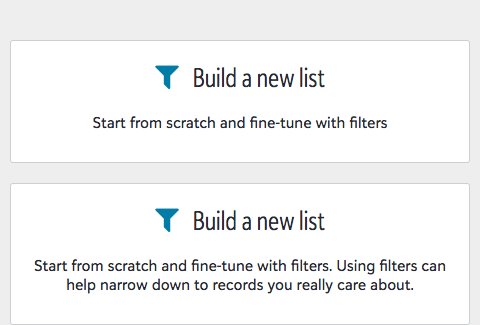 Build a new list
Start from scratch and fine-tune with filters
Build a new list
Start from scratch and fine-tune with filters. Using filters can
help narrow down to records you really care about.